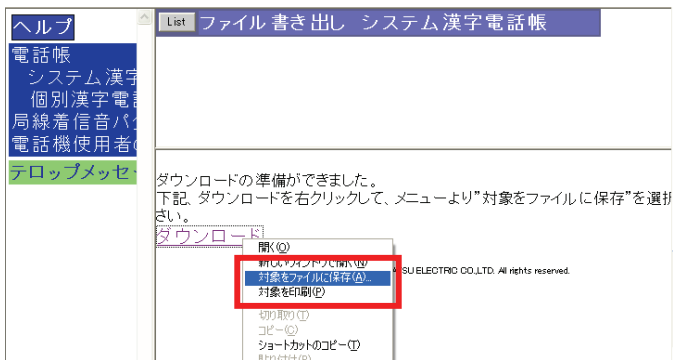 ヘルプ
List ファイル書き出し システム漢字電話帳
電話帳
システム漢字
個別漢字電
局線着信音パ
電話機使用者
テロップメッセ
ダウンロードの準備ができました。
下記、ダウンロードを右クリックして、メニューより”対象をファイルに保存”を選択
さい。
ダウンロード
開く(O)
新しいウィンドウで開く(N)
対象をファイルに保存(A)...
SU ELECTRIC CO.,LTD. All rights reserved.
対象を印刷(P)
切り取り(T)
コピー(C)
ショートカットのコピー(T)
貼り付け(P)